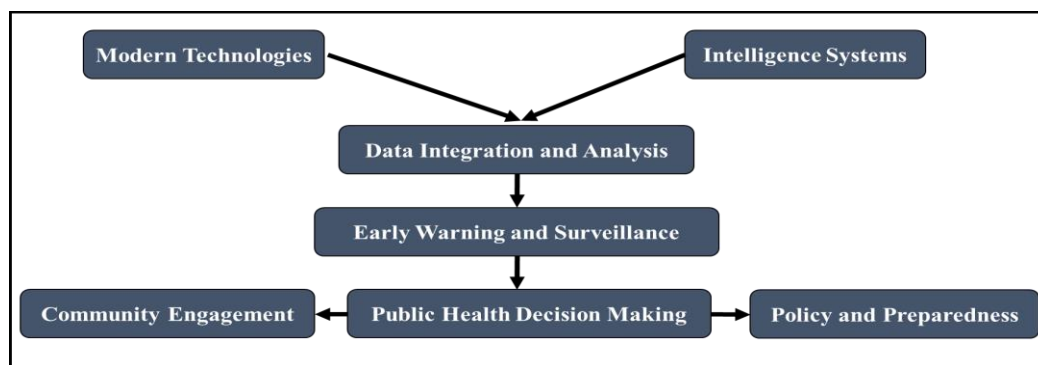 Modern Technologies
Intelligence Systems
Data Integration and Analysis
Early Warning and Surveillance
Community Engagement
Public Health Decision Making
Policy and Preparedness